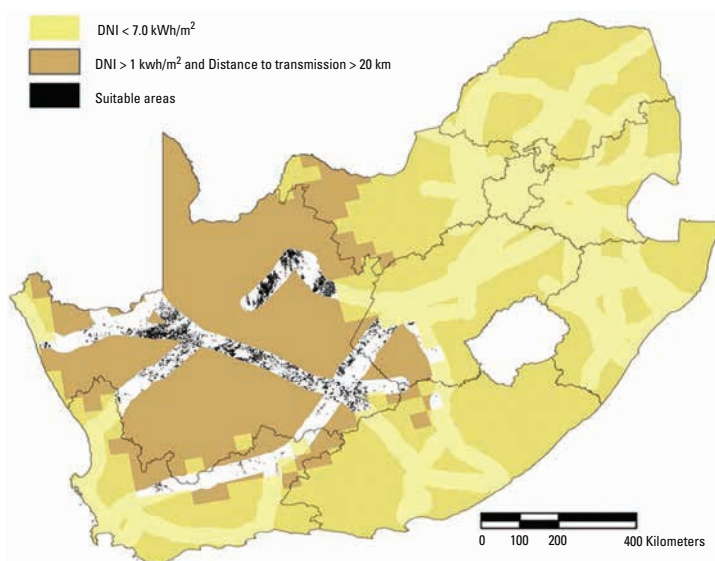 DNI < 7.0 kWh/m²
DNI > 1 kwh/m² and Distance to transmission > 20 km
Suitable areas
0 100 200 400 Kilometers